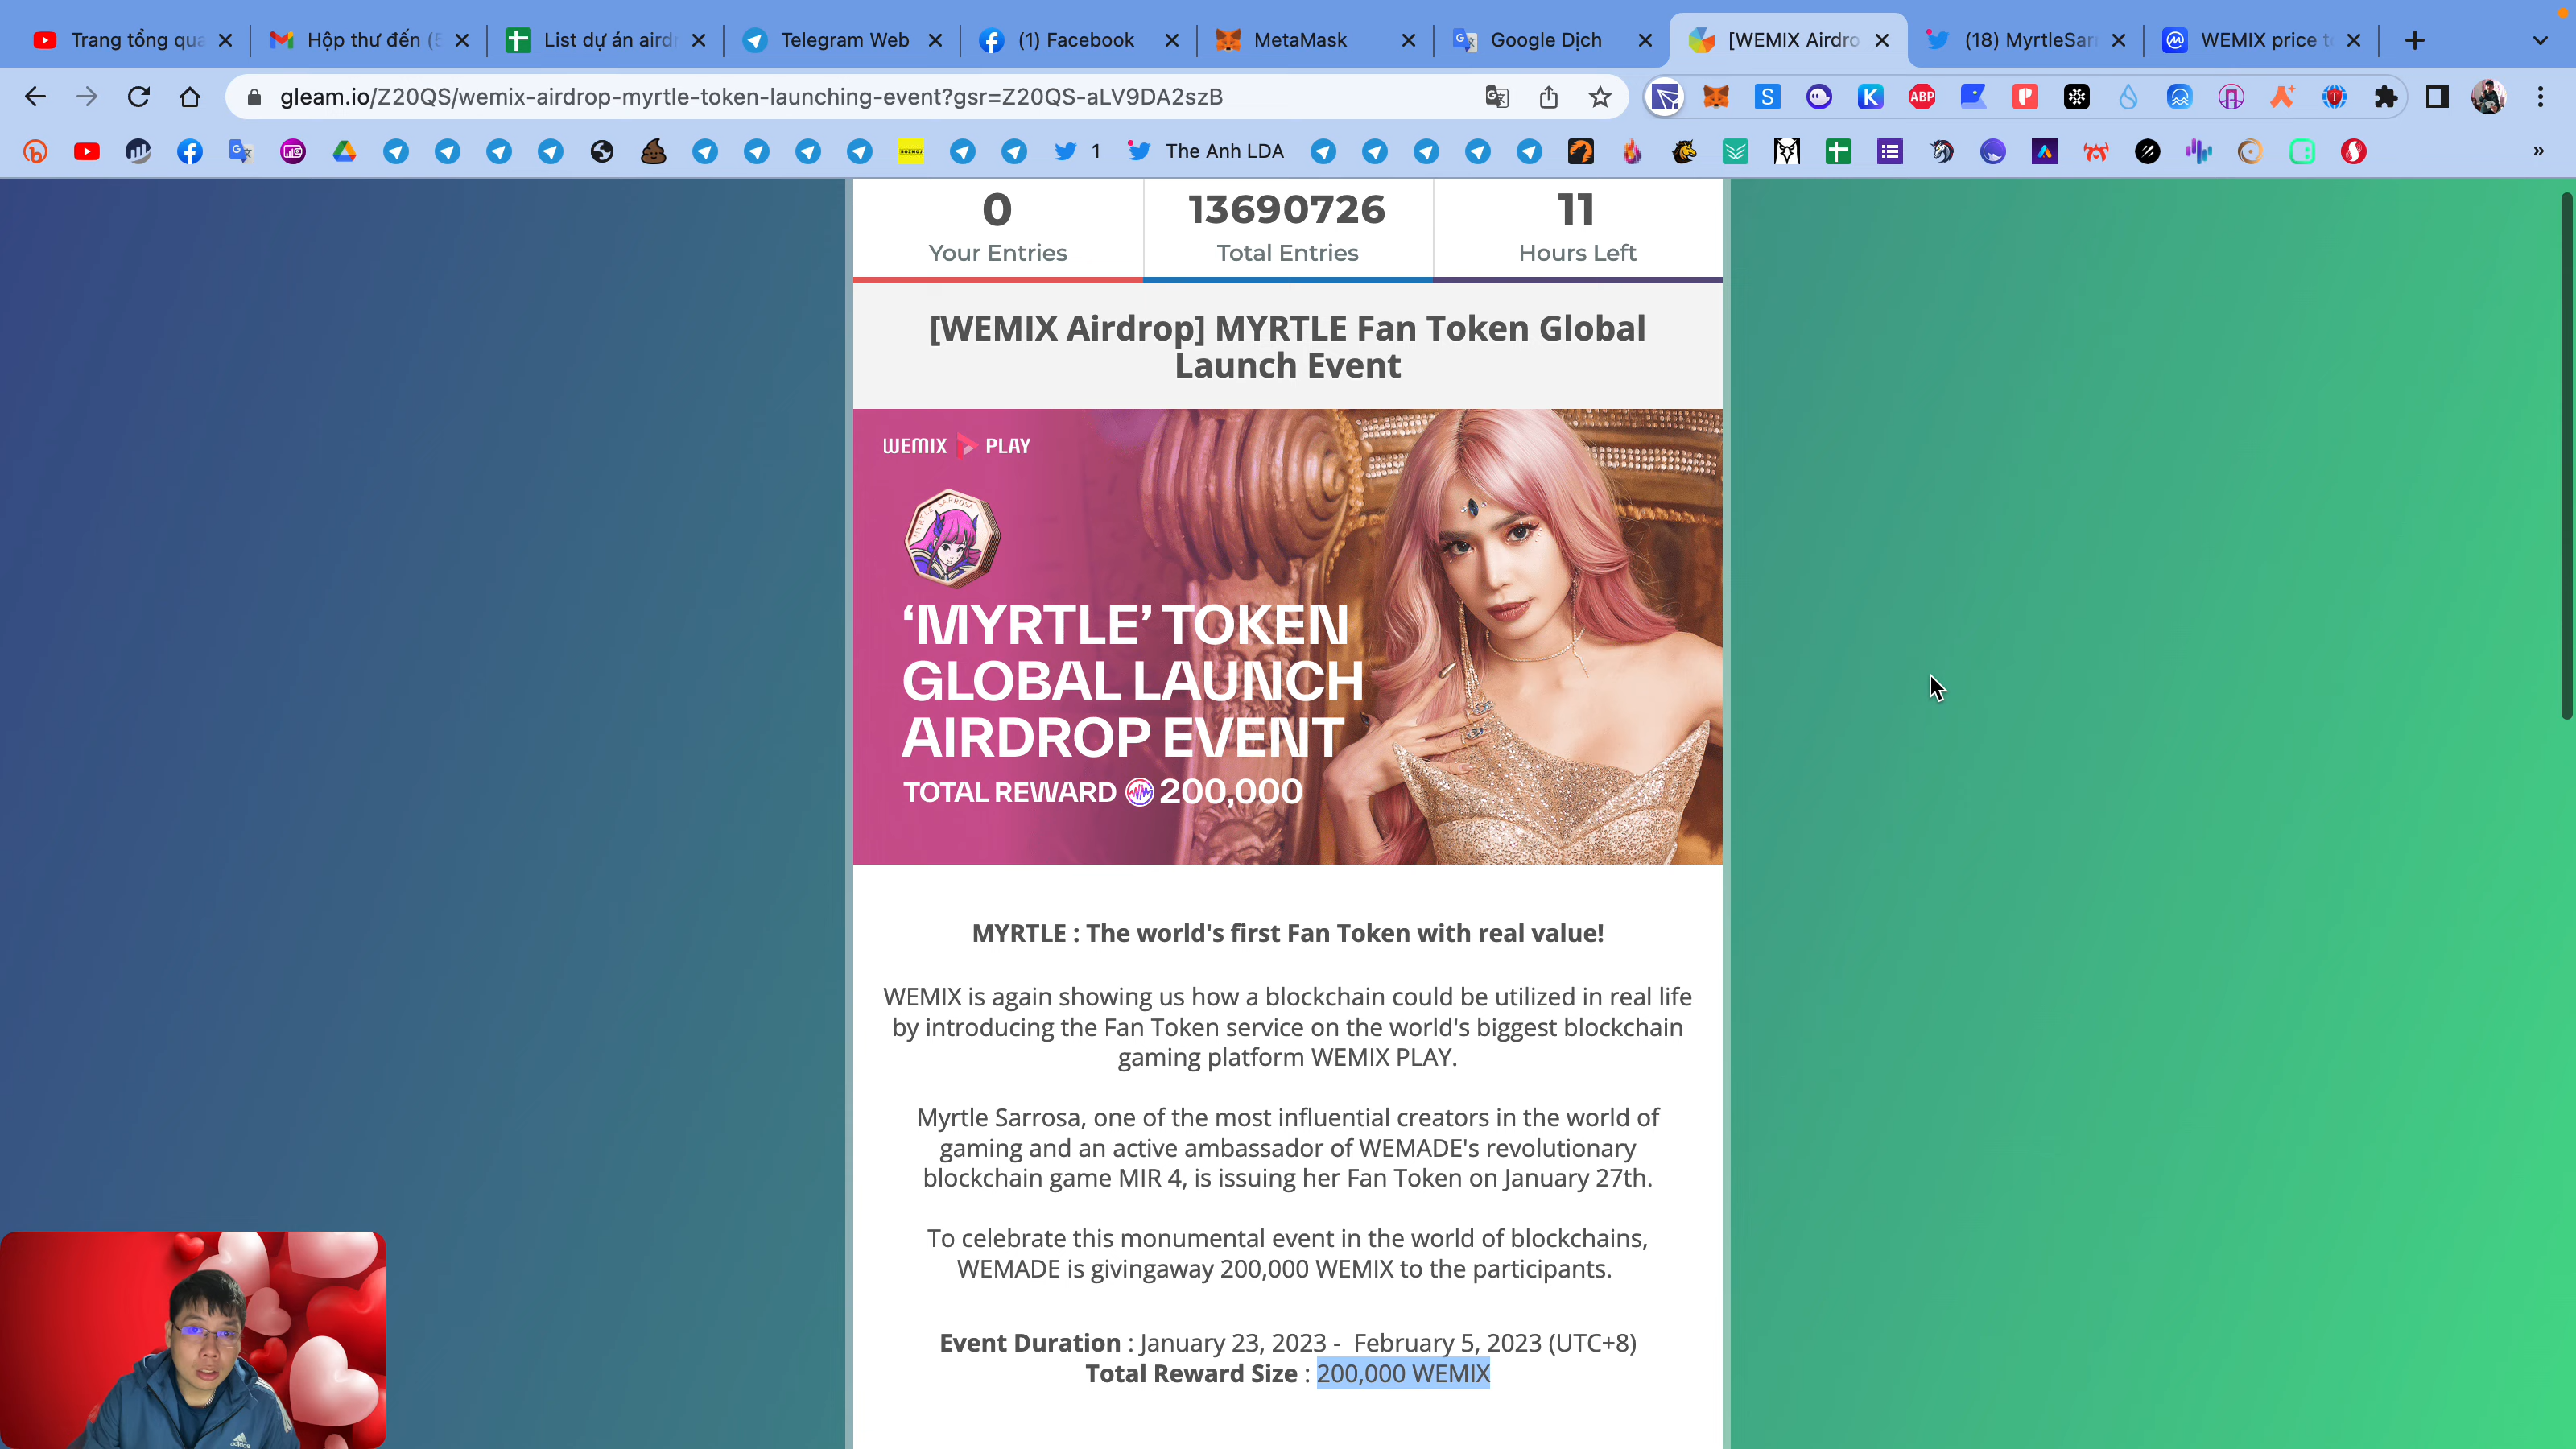 Trang tổng qua
Hộp thư đến (5
List dự án aird
Telegram Web
(1) Facebook
MetaMask
Google Dịch
[WEMIX Airdro
(18) MyrtleSar
WEMIX price t
gleam.io/Z20QS/wemix-airdrop-myrtle-token-launching-event?gsr=Z20QS-aLV9DA2szB
ABP
1
The Anh LDA
0
Your Entries
13690726
Total Entries
11
Hours Left
[WEMIX Airdrop] MYRTLE Fan Token Global
Launch Event
WEMIX PLAY
MYRTLE SARROSA
‘MYRTLE’ TOKEN
GLOBAL LAUNCH
AIRDROP EVENT
TOTAL REWARD 200,000
MYRTLE : The world's first Fan Token with real value!
WEMIX is again showing us how a blockchain could be utilized in real life
by introducing the Fan Token service on the world's biggest blockchain
gaming platform WEMIX PLAY.
Myrtle Sarrosa, one of the most influential creators in the world of
gaming and an active ambassador of WEMADE's revolutionary
blockchain game MIR 4, is issuing her Fan Token on January 27th.
To celebrate this monumental event in the world of blockchains,
WEMADE is givingaway 200,000 WEMIX to the participants.
Event Duration : January 23, 2023 - February 5, 2023 (UTC+8)
Total Reward Size : 200,000 WEMIX
adidas